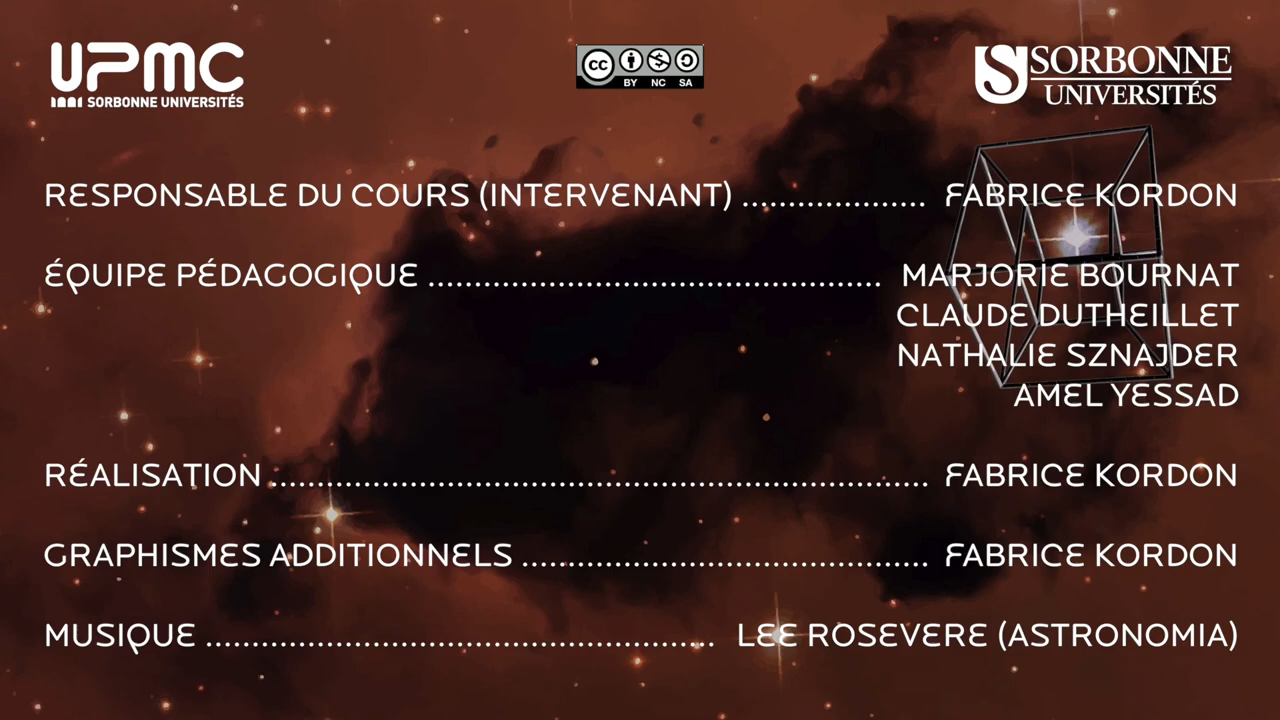 UPMC
SORBONNE UNIVERSITÉS
cc BY NC SA
SORBONNE
UNIVERSITÉS
RESPONSABLE DU COURS (INTERVENANT) .................... FABRICE KORDON
ÉQUIPE PÉDAGOGIQUE ................................................. MARJORIE BOURNAT
CLAUDE DUTHEILLET
NATHALIE SZNAJDER
AMEL YESSAD
RÉALISATION ....................................................................... FABRICE KORDON
GRAPHISMES ADDITIONNELS ............................................ FABRICE KORDON
MUSIQUE ....................................................... LEE ROSEVERE (ASTRONOMIA)